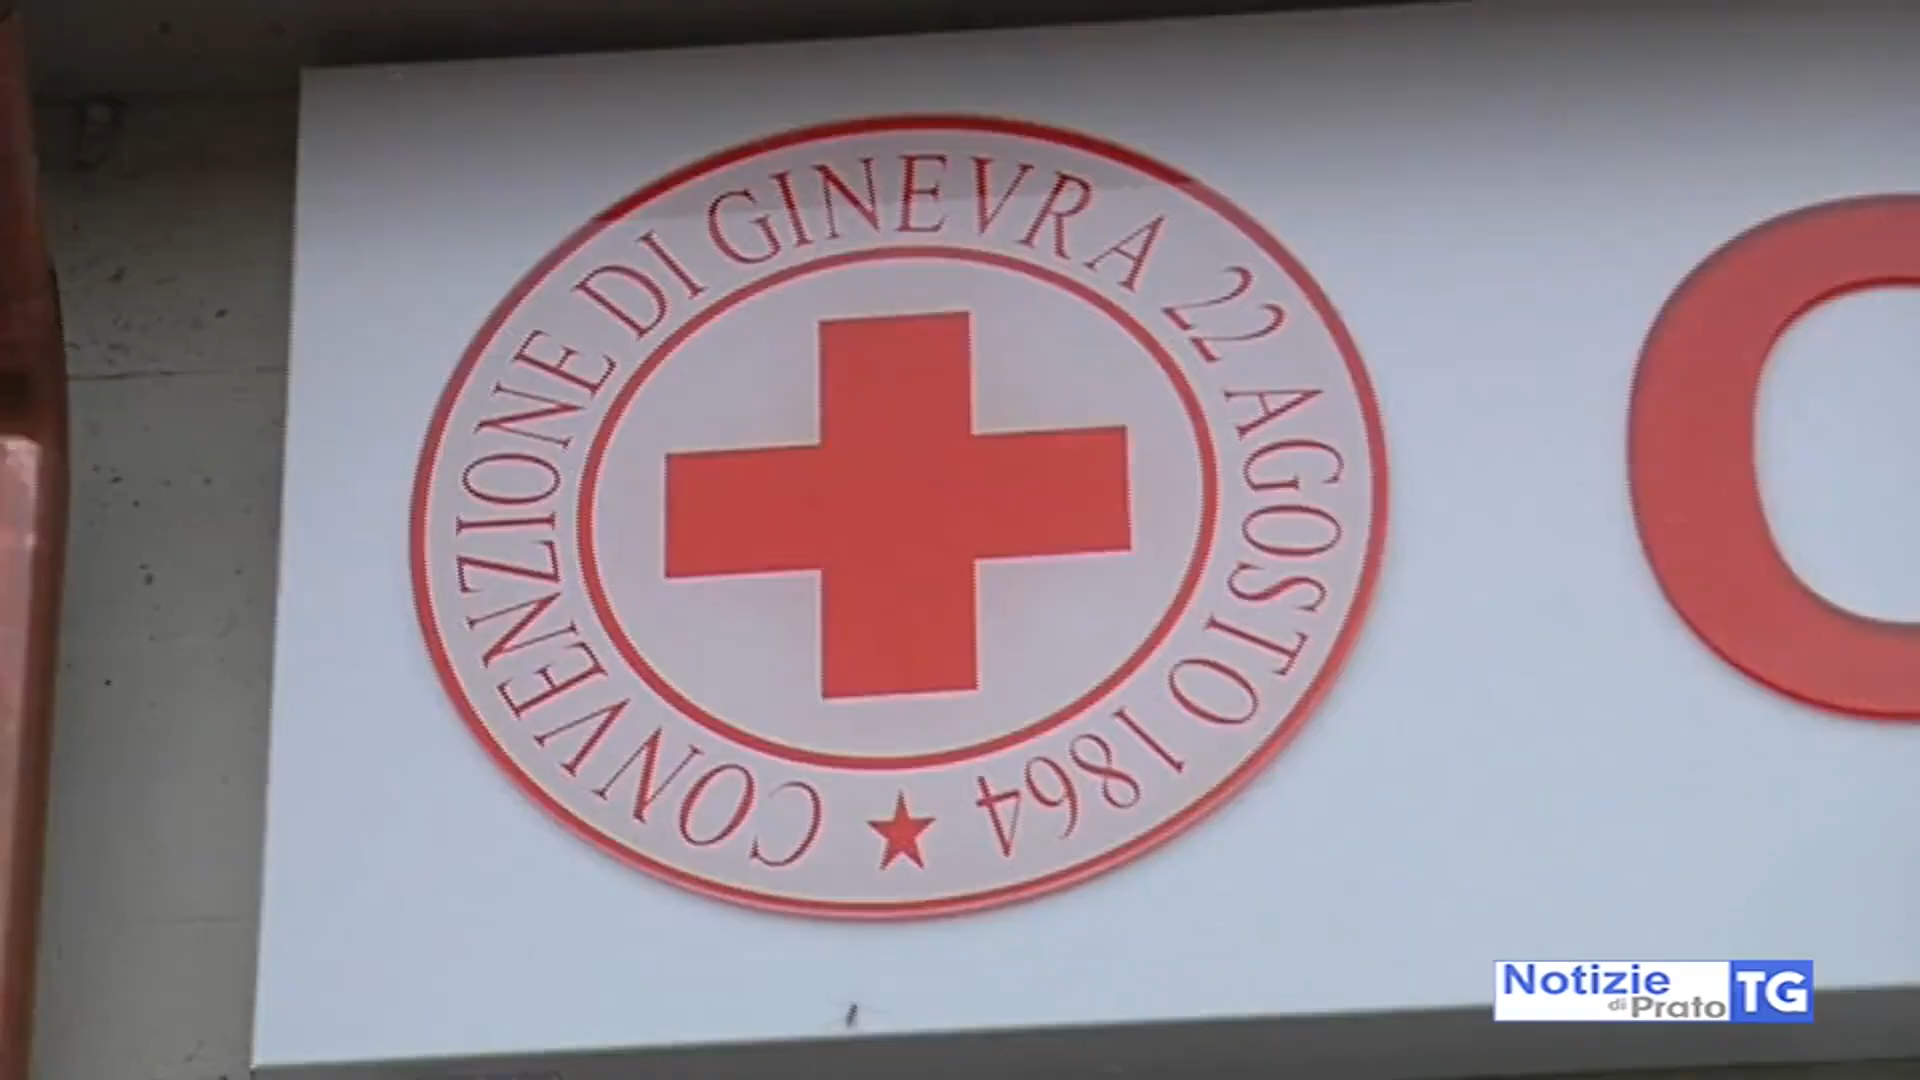 CONVENZIONE DI GINEVRA 22 AGOSTO 1864
C
Notizie
di Prato
TG